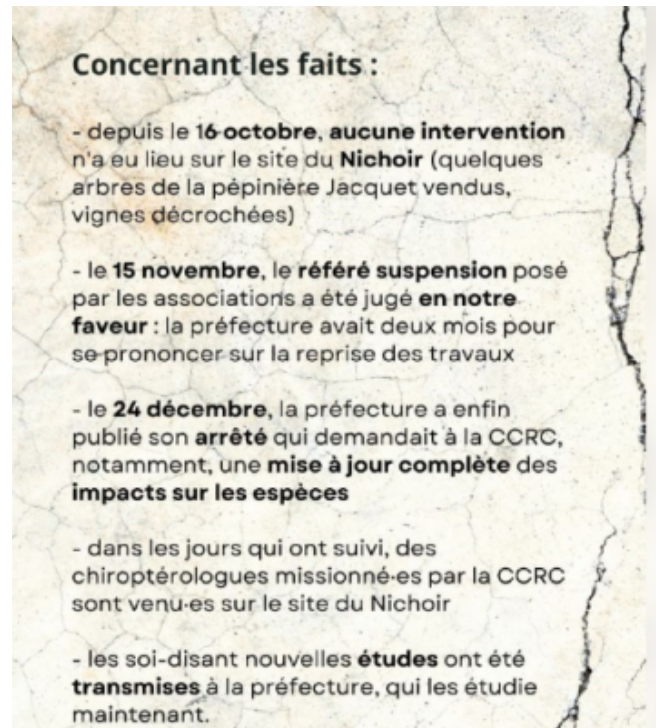 Concernant les faits :
- depuis le 16 octobre, aucune intervention
n'a eu lieu sur le site du Nichoir (quelques
arbres de la pépinière Jacquet vendus,
vignes décrochées)
- le 15 novembre, le référé suspension posé
par les associations a été jugé en notre
faveur : la préfecture avait deux mois pour
se prononcer sur la reprise des travaux
- le 24 décembre, la préfecture a enfin
publié son arrêté qui demandait à la CCRC,
notamment, une mise à jour complète des
impacts sur les espèces
- dans les jours qui ont suivi, des
chiroptérologues missionné·es par la CCRC
sont venu·es sur le site du Nichoir
- les soi-disant nouvelles études ont été
transmises à la préfecture, qui les étudie
maintenant.